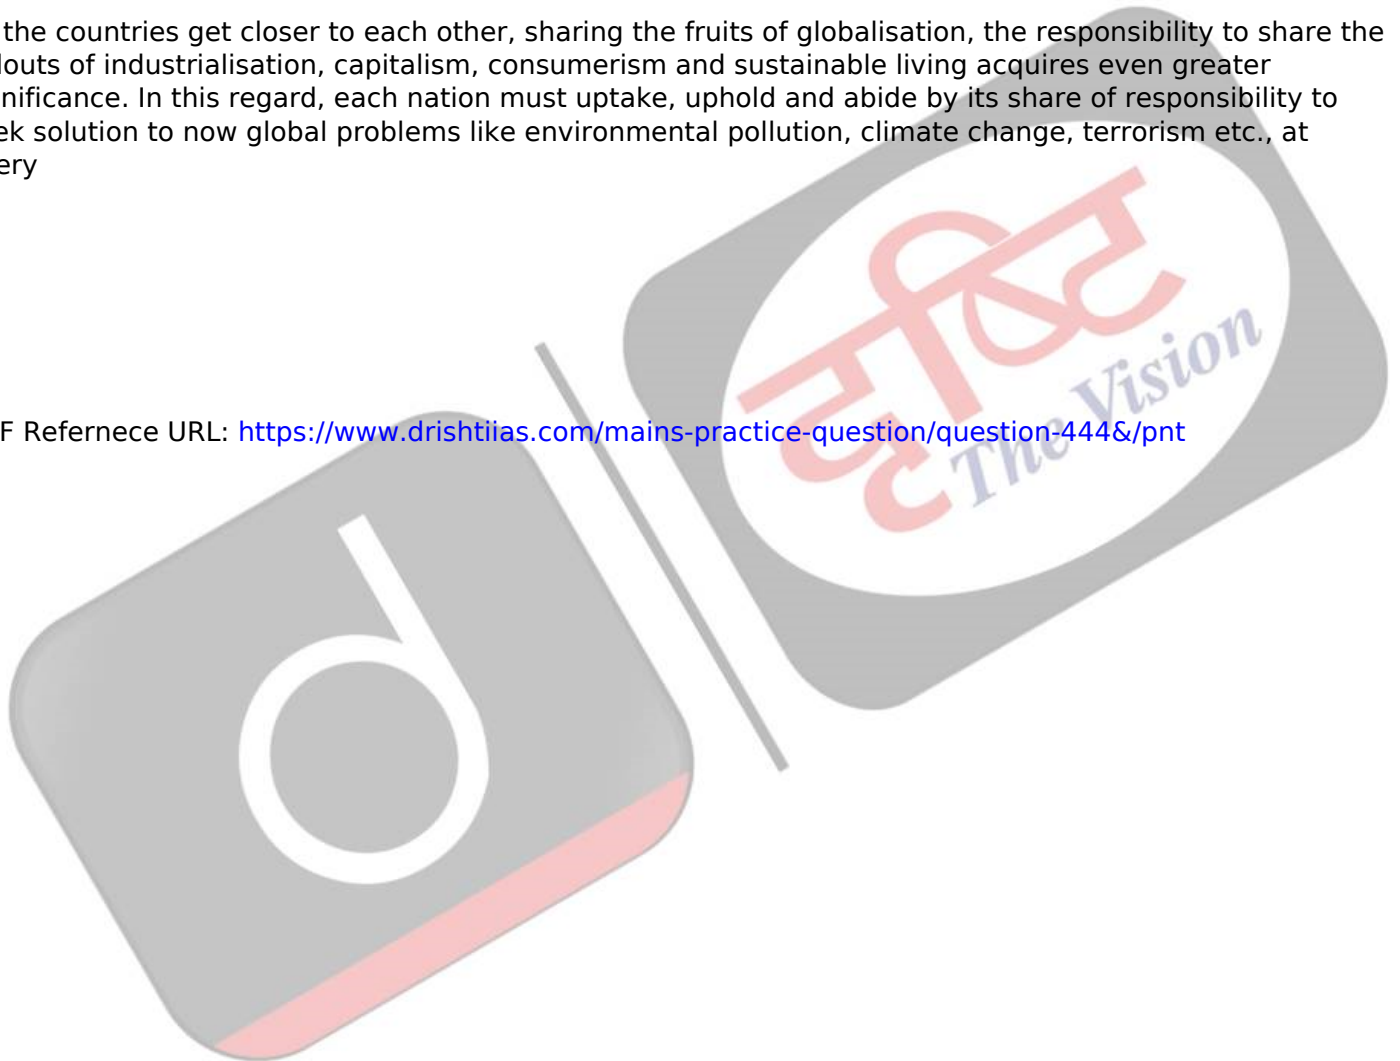 the countries get closer to each other, sharing the fruits of globalisation, the responsibility to share the
louts of industrialisation, capitalism, consumerism and sustainable living acquires even greater
nificance. In this regard, each nation must uptake, uphold and abide by its share of responsibility to
ek solution to now global problems like environmental pollution, climate change, terrorism etc., at
ery
F Refernece URL: https://www.drishtiias.com/mains-practice-question/question-444&/pnt
दृष्टि
The Vision
d